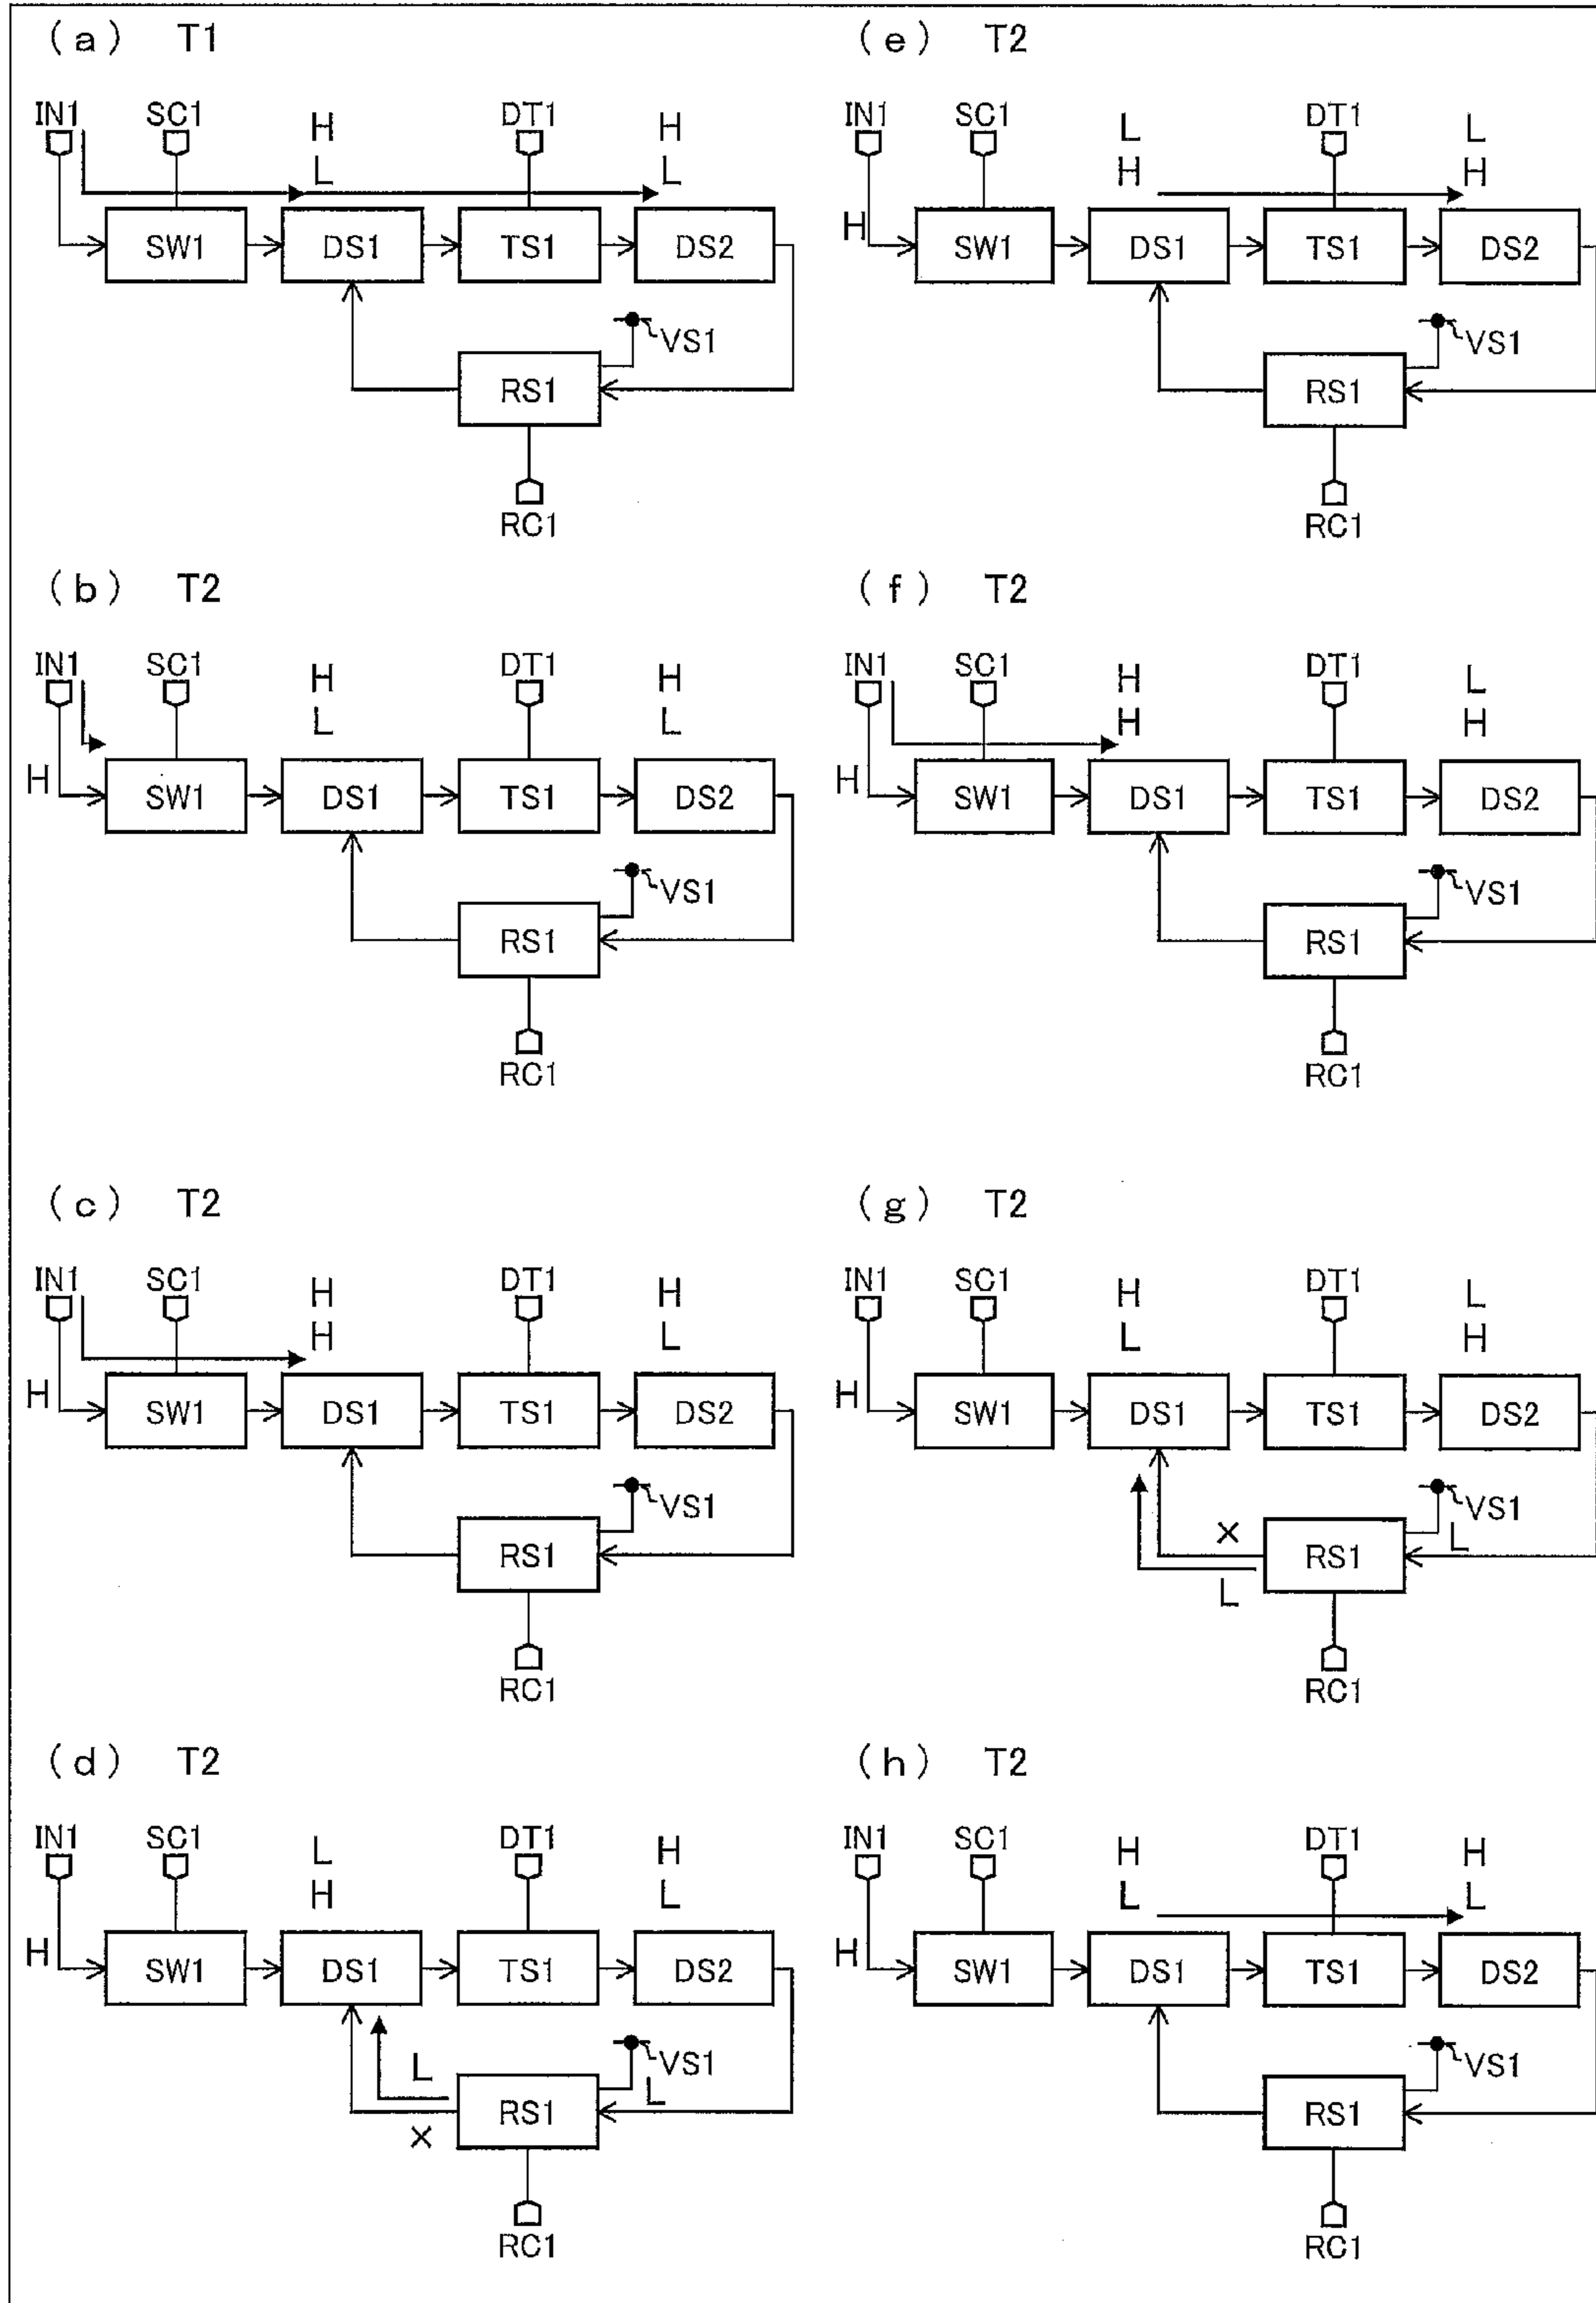 (a) T1
IN1 SC1 H DT1 H
L L
SW1 DS1 TS1 DS2
VS1
RS1
RC1
(b) T2
IN1 SC1 H DT1 H
L L
H SW1 DS1 TS1 DS2
VS1
RS1
RC1
(c) T2
IN1 SC1 H DT1 H
H L
H SW1 DS1 TS1 DS2
VS1
RS1
RC1
(d) T2
IN1 SC1 L DT1 H
H L
H SW1 DS1 TS1 DS2
L VS1
RS1 L
×
RC1
(e) T2
IN1 SC1 L DT1 L
H H
H SW1 DS1 TS1 DS2
VS1
RS1
RC1
(f) T2
IN1 SC1 H DT1 L
H H
H SW1 DS1 TS1 DS2
VS1
RS1
RC1
(g) T2
IN1 SC1 H DT1 L
L H
H SW1 DS1 TS1 DS2
VS1
× RS1 L
L
RC1
(h) T2
IN1 SC1 H DT1 H
L L
H SW1 DS1 TS1 DS2
VS1
RS1
RC1